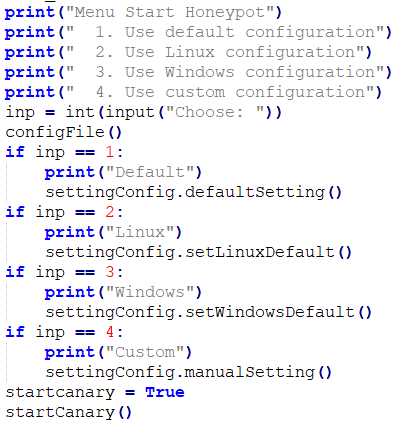 print("Menu Start Honeypot")
print("  1. Use default configuration")
print("  2. Use Linux configuration")
print("  3. Use Windows configuration")
print("  4. Use custom configuration")
inp = int(input("Choose: "))
configFile()
if inp == 1:
    print("Default")
    settingConfig.defaultSetting()
if inp == 2:
    print("Linux")
    settingConfig.setLinuxDefault()
if inp == 3:
    print("Windows")
    settingConfig.setWindowsDefault()
if inp == 4:
    print("Custom")
    settingConfig.manualSetting()
startcanary = True
startCanary()